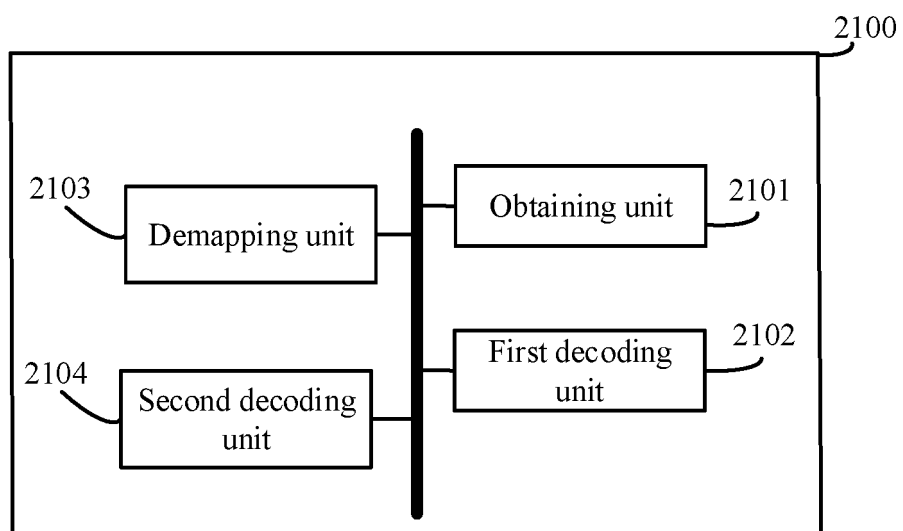 2100
2103
Demapping unit
Obtaining unit
2101
2104
Second decoding
unit
First decoding
unit
2102